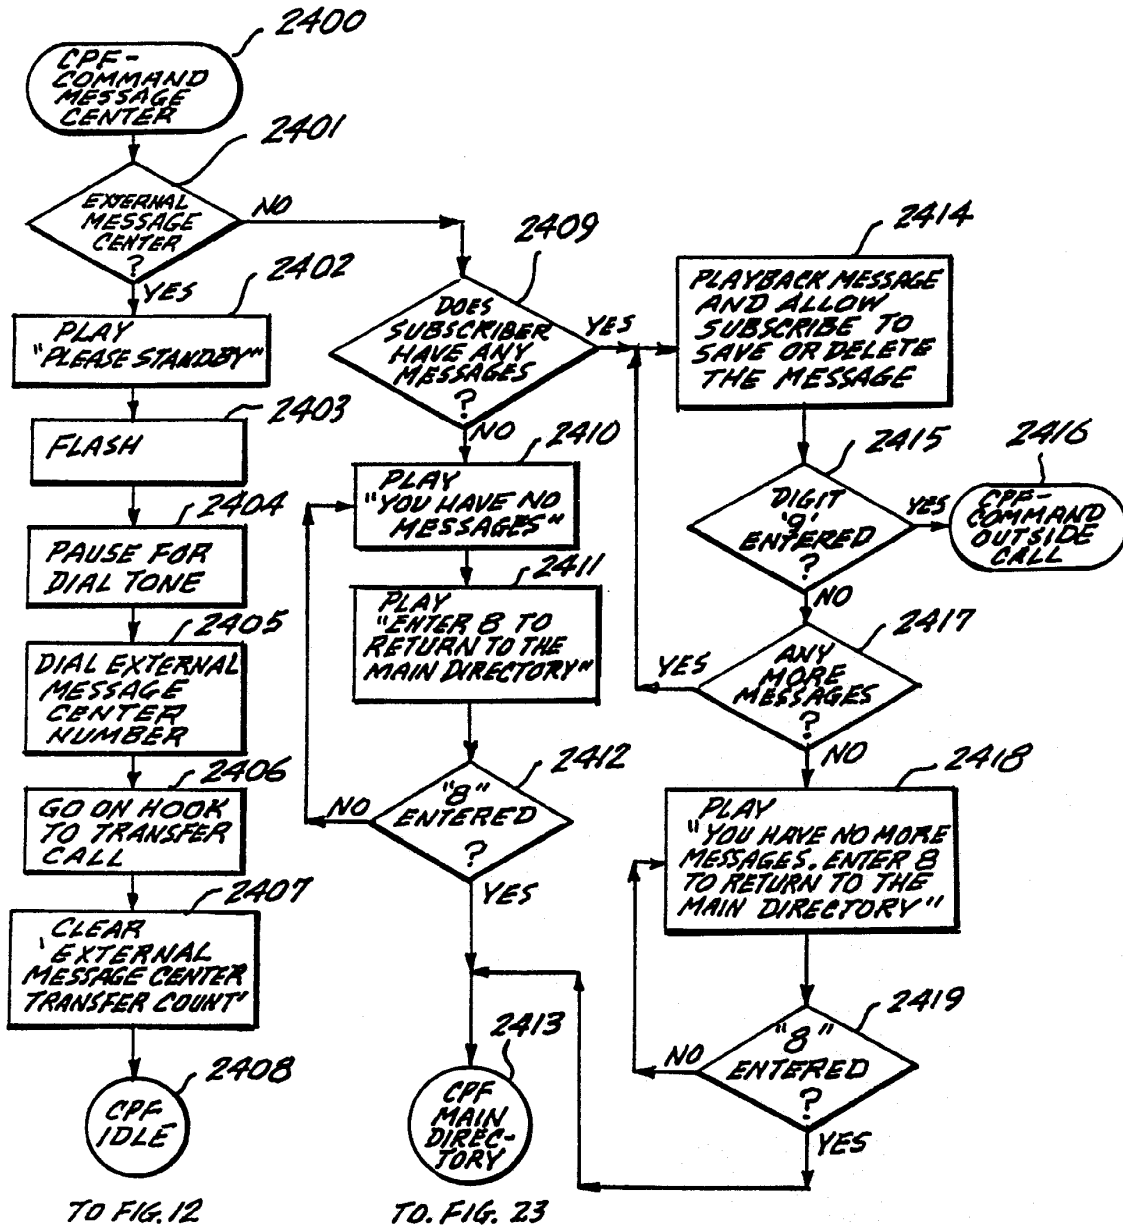 2400
CPF-
COMMAND
MESSAGE
CENTER
2401
EXTERNAL
MESSAGE
CENTER
?
NO
YES
2402
PLAY
"PLEASE STANDBY"
2403
FLASH
2404
PAUSE FOR
DIAL TONE
2405
DIAL EXTERNAL
MESSAGE
CENTER
NUMBER
2406
GO ON HOOK
TO TRANSFER
CALL
2407
CLEAR
'EXTERNAL
MESSAGE CENTER
TRANSFER COUNT'
2408
CPF
IDLE
TO FIG. 12
2409
DOES
SUBSCRIBER
HAVE ANY
MESSAGES
?
YES
NO
2410
PLAY
"YOU HAVE NO
MESSAGES"
2411
PLAY
"ENTER 8 TO
RETURN TO THE
MAIN DIRECTORY"
2412
"8"
ENTERED
?
NO
YES
2413
CPF
MAIN
DIREC-
TORY
TO. FIG. 23
2414
PLAYBACK MESSAGE
AND ALLOW
SUBSCRIBE TO
SAVE OR DELETE
THE MESSAGE
2415
DIGIT
'9'
ENTERED
?
YES
NO
2416
CPF-
COMMAND
OUTSIDE
CALL
2417
ANY
MORE
MESSAGES
?
YES
NO
2418
PLAY
"YOU HAVE NO MORE
MESSAGES. ENTER 8
TO RETURN TO THE
MAIN DIRECTORY"
2419
"8"
ENTERED
?
NO
YES